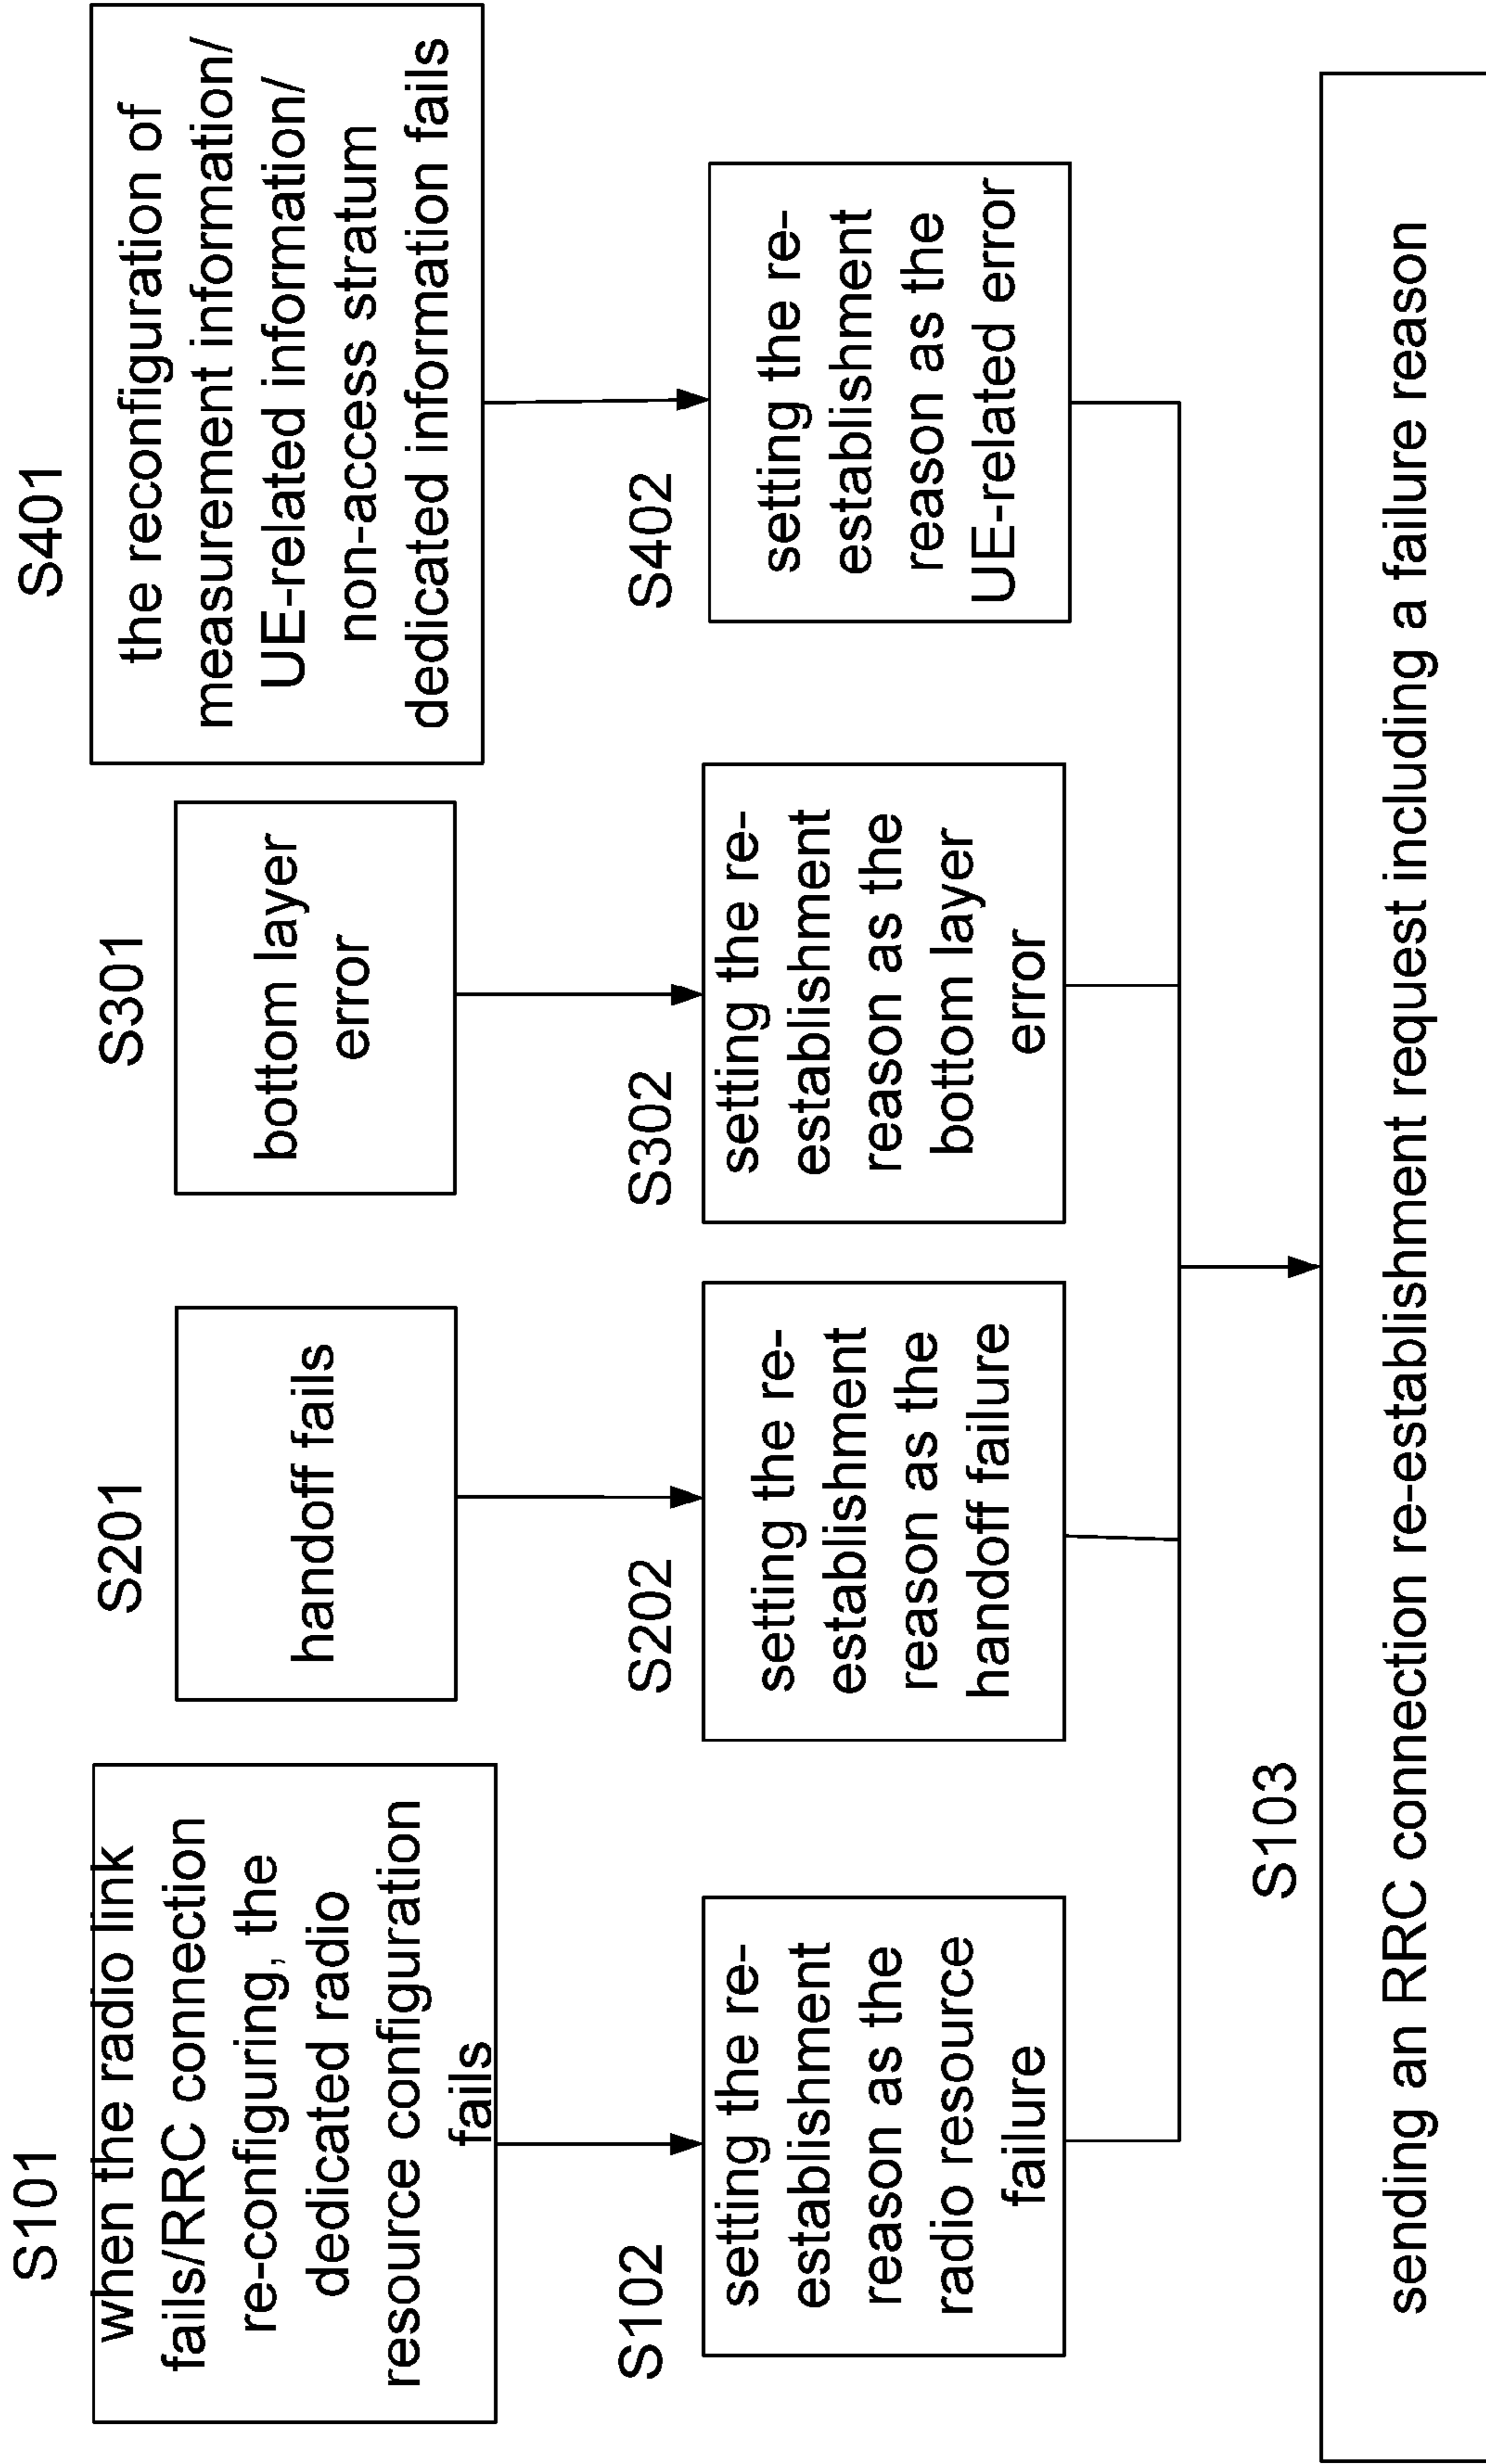 S101
when the radio link
fails/RRC connection
re-configuring, the
dedicated radio
resource configuration
fails
S201
handoff fails
S301
bottom layer
error
S401
the reconfiguration of
measurement information/
UE-related information/
non-access stratum
dedicated information fails
S102
setting the re-
establishment
reason as the
radio resource
failure
S202
setting the re-
establishment
reason as the
handoff failure
S302
setting the re-
establishment
reason as the
bottom layer
error
S402
setting the re-
establishment
reason as the
UE-related error
S103
sending an RRC connection re-establishment request including a failure reason